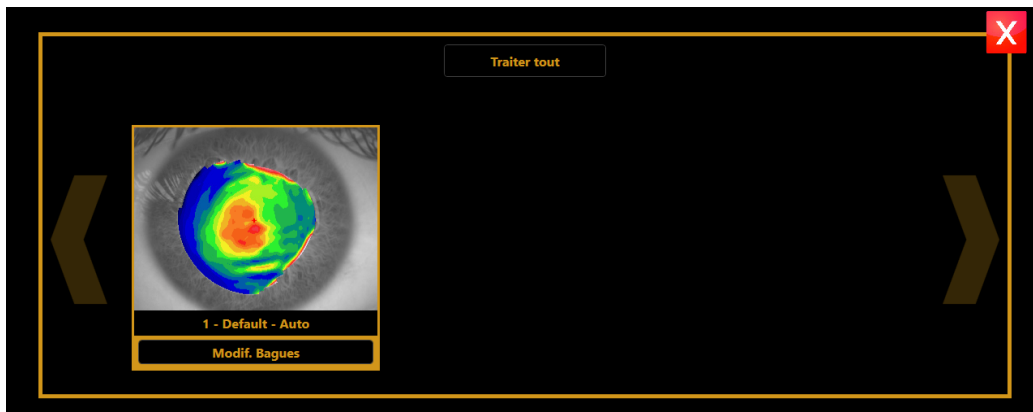 X
Traiter tout
1 - Default - Auto
Modif. Bagues